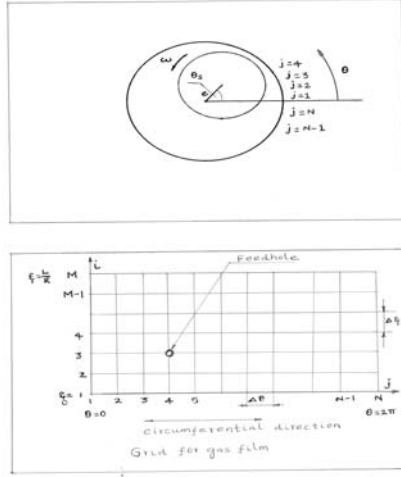 ω
θs
e
j=4
j=3
j=2
j=1
θ
j=N
j=N-1
Feedhole
i
ξ=L/R
M
M-1
4
3
2
1
Δξ
j
1 2 3 4 5 Δθ N-1 N
θ=0
θ=2π
circumferential direction
Grid for gas film